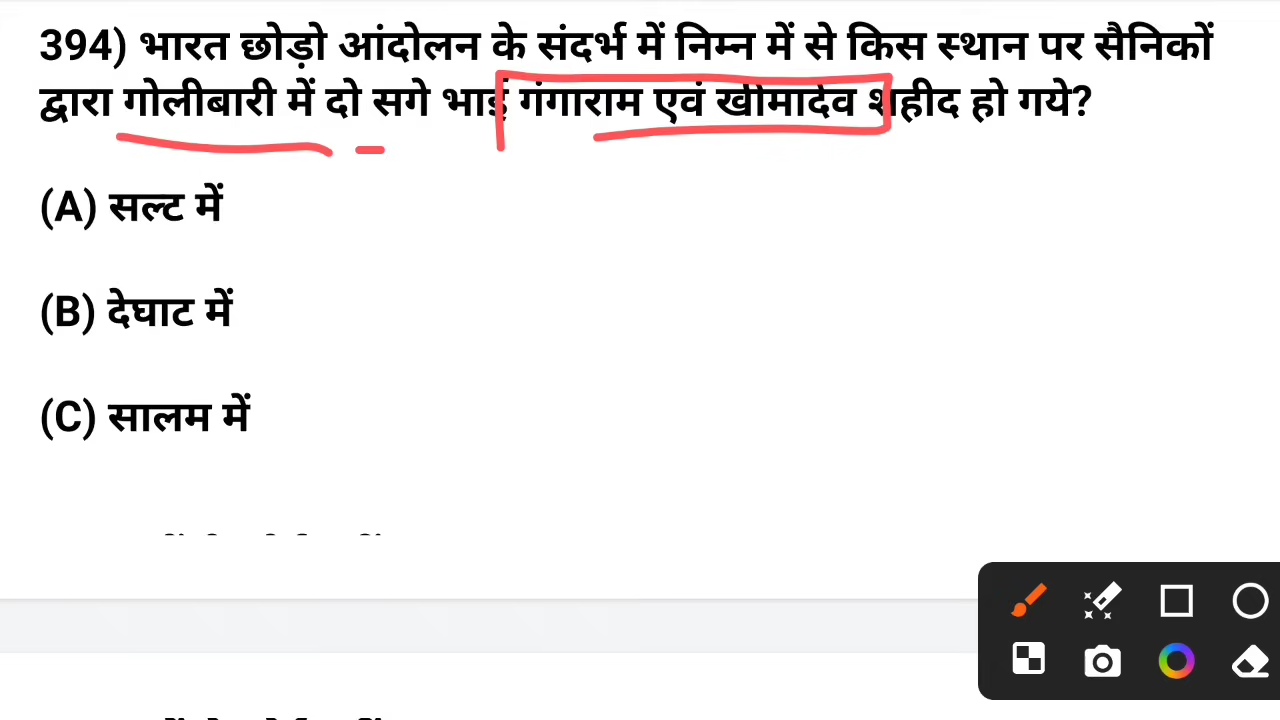 394) भारत छोड़ो आंदोलन के संदर्भ में निम्न में से किस स्थान पर सैनिकों
द्वारा गोलीबारी में दो सगे भाई गंगाराम एवं खीमादेव शहीद हो गये?
(A) सल्ट में
(B) देघाट में
(C) सालम में